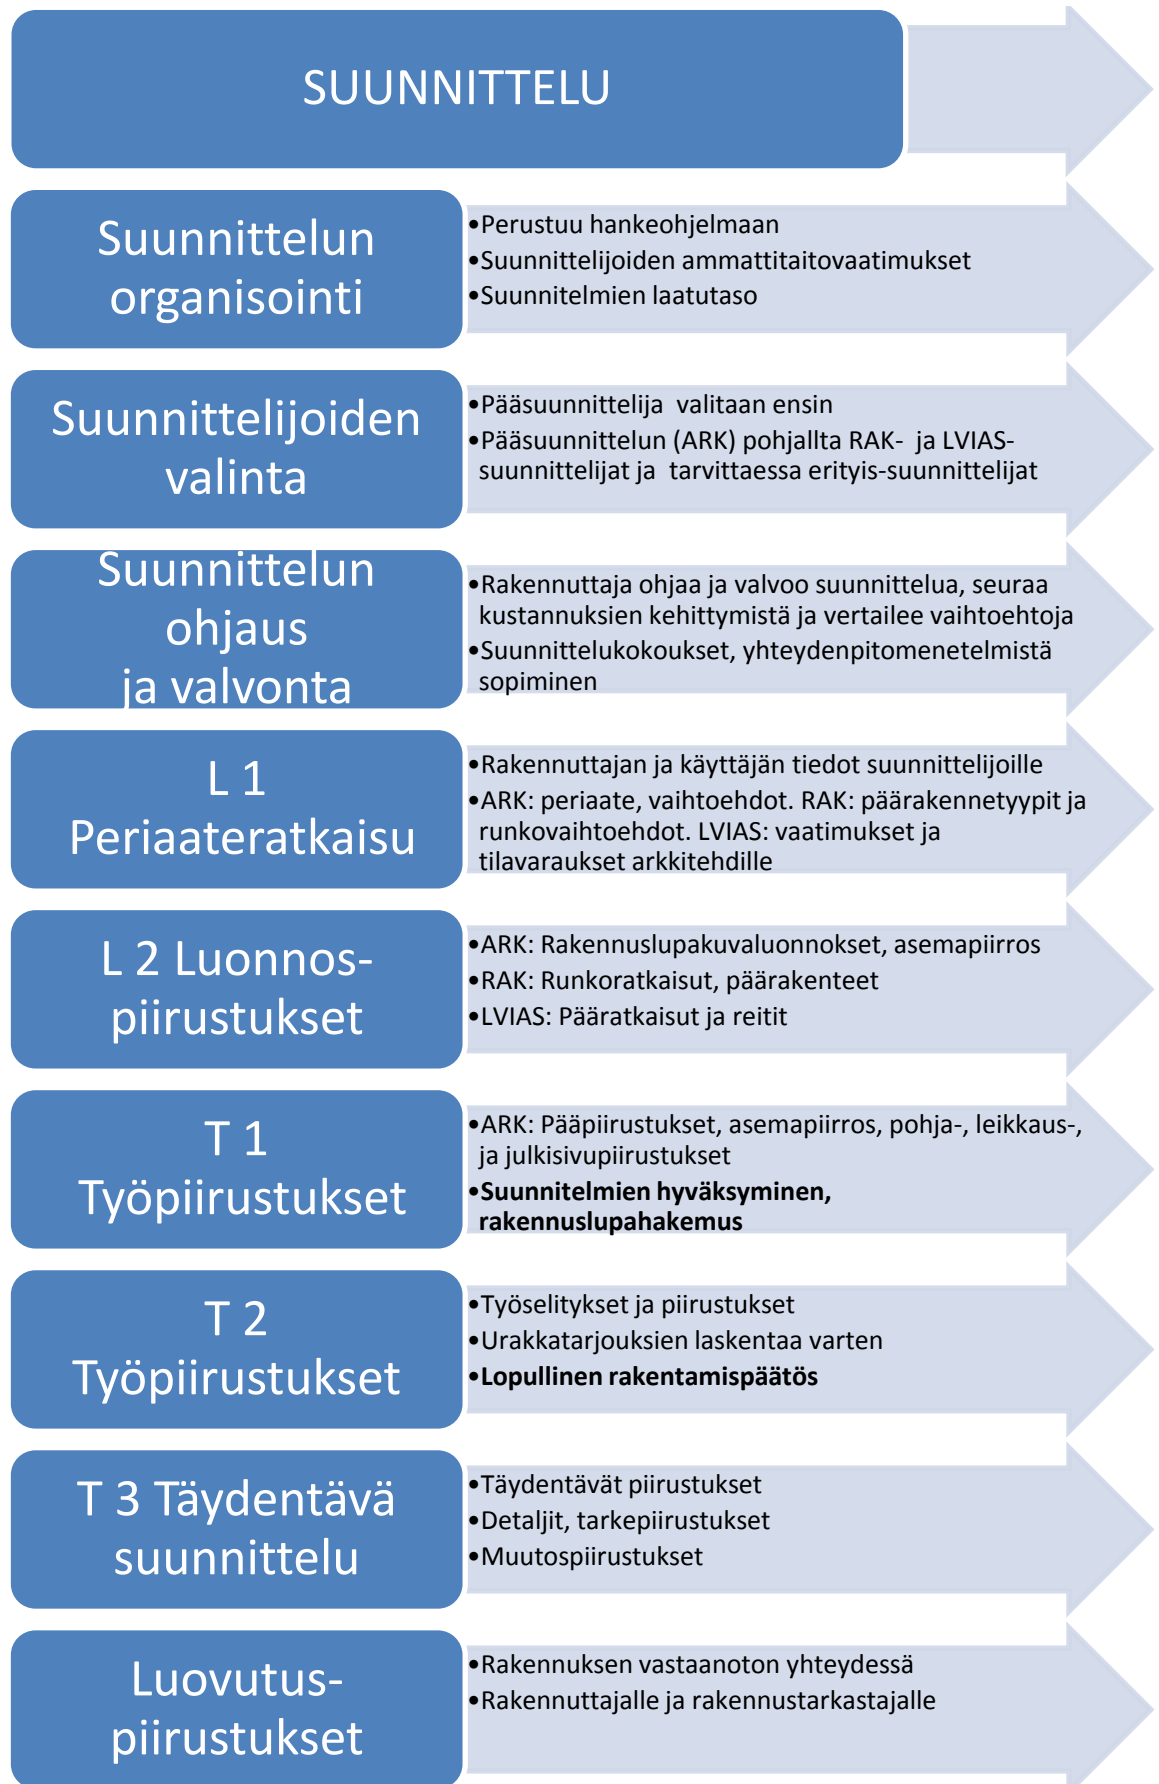 SUUNNITTELU
Suunnittelun
organisointi
•Perustuu hankeohjelmaan
•Suunnittelijoiden ammattitaitovaatimukset
•Suunnitelmien laatutaso
Suunnittelijoiden
valinta
•Pääsuunnittelija  valitaan ensin
•Pääsuunnittelun (ARK) pohjallta RAK-  ja LVIAS-
suunnittelijat ja  tarvittaessa erityis-suunnittelijat
Suunnittelun
ohjaus
ja valvonta
•Rakennuttaja ohjaa ja valvoo suunnittelua, seuraa
kustannuksien kehittymistä ja vertailee vaihtoehtoja
•Suunnittelukokoukset, yhteydenpitomenetelmistä
sopiminen
L 1
Periaateratkaisu
•Rakennuttajan ja käyttäjän tiedot suunnittelijoille
•ARK: periaate, vaihtoehdot. RAK: päärakennetyypit ja
runkovaihtoehdot. LVIAS: vaatimukset ja
tilavaraukset arkkitehdille
L 2 Luonnos-
piirustukset
•ARK: Rakennuslupakuvaluonnokset, asemapiirros
•RAK: Runkoratkaisut, päärakenteet
•LVIAS: Pääratkaisut ja reitit
T 1
Työpiirustukset
•ARK: Pääpiirustukset, asemapiirros, pohja-, leikkaus-,
ja julkisivupiirustukset
•Suunnitelmien hyväksyminen,
rakennuslupahakemus
T 2
Työpiirustukset
•Työselitykset ja piirustukset
•Urakkatarjouksien laskentaa varten
•Lopullinen rakentamispäätös
T 3 Täydentävä
suunnittelu
•Täydentävät piirustukset
•Detaljit, tarkepiirustukset
•Muutospiirustukset
Luovutus-
piirustukset
•Rakennuksen vastaanoton yhteydessä
•Rakennuttajalle ja rakennustarkastajalle